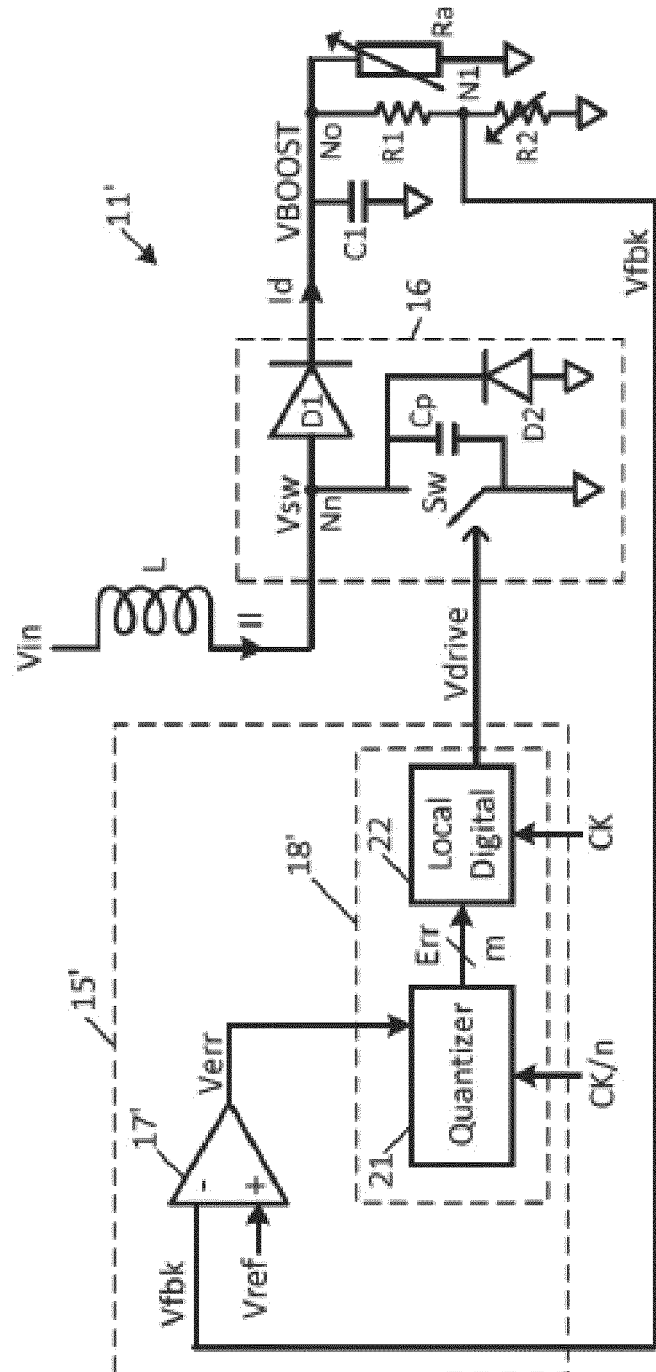 11'
Vin
L
Il
Vsw
Nn
D1
Id
VBOOST
No
Ra
C1
R1
N1
R2
16
Cp
Sw
D2
Vdrive
Vfbk
15'
17'
-
+
Vfbk
Vref
Verr
18'
21
Quantizer
Err
m
22
Local
Digital
CK/n
CK